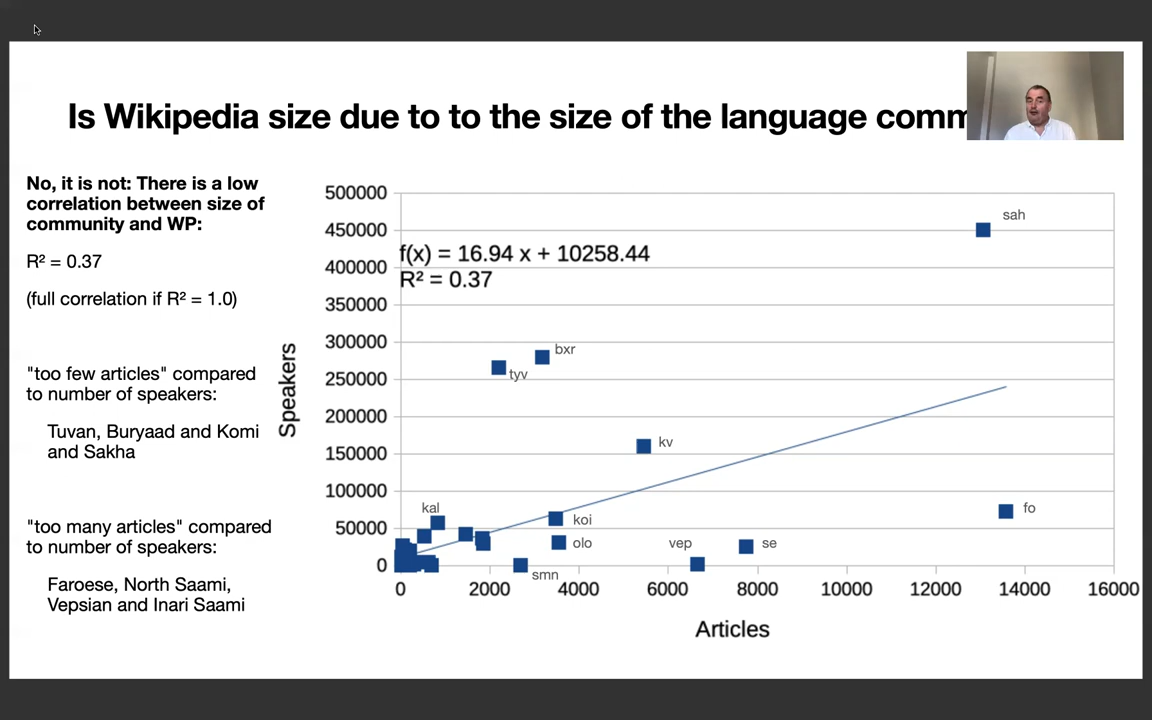 Is Wikipedia size due to to the size of the language comm
No, it is not: There is a low
correlation between size of
community and WP:
R² = 0.37
(full correlation if R² = 1.0)
"too few articles" compared
to number of speakers:
Tuvan, Buryaad and Komi
and Sakha
"too many articles" compared
to number of speakers:
Faroese, North Saami,
Vepsian and Inari Saami
Speakers
500000
450000
400000
350000
300000
250000
200000
150000
100000
50000
0
f(x) = 16.94 x + 10258.44
R² = 0.37
sah
bxr
tyv
kv
kal
koi
fo
olo
vep
se
smn
0 2000 4000 6000 8000 10000 12000 14000 16000
Articles